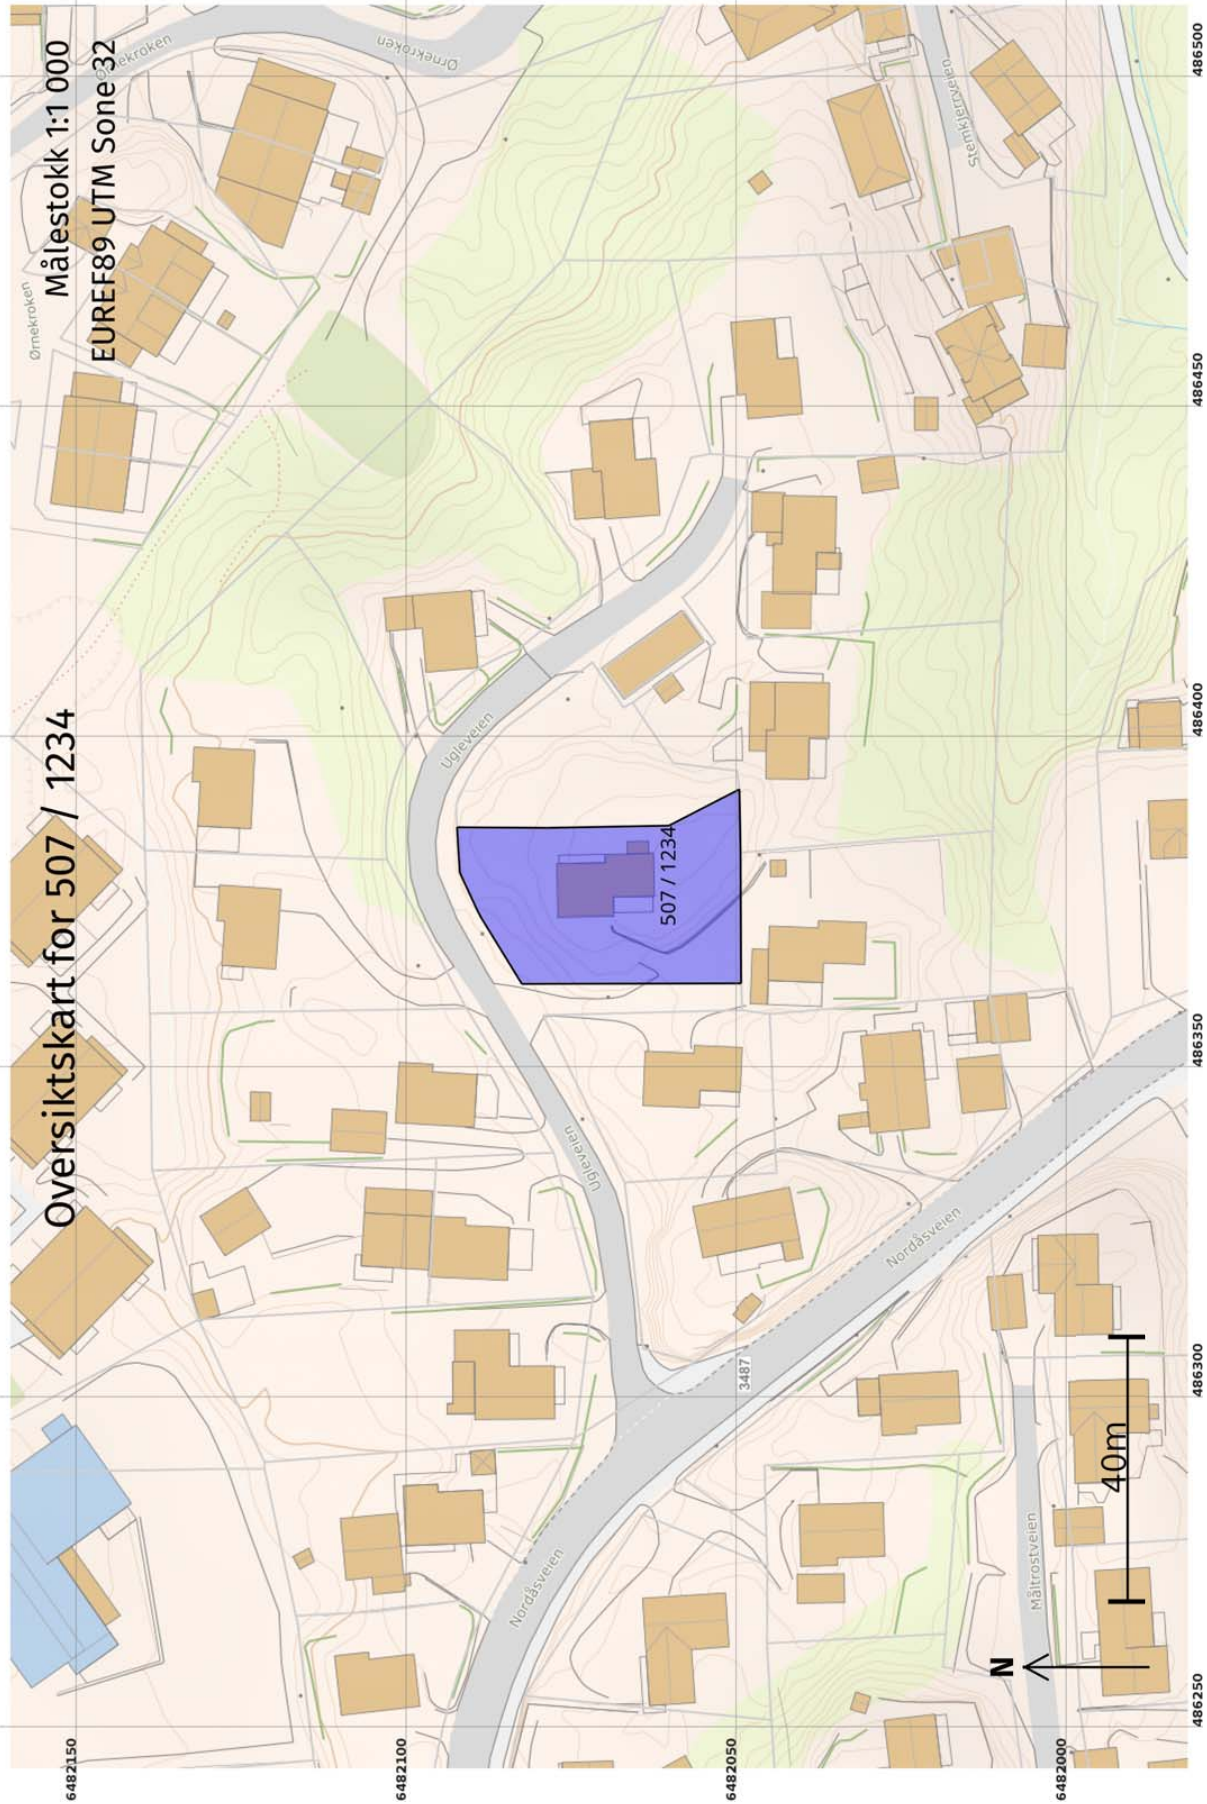 Oversiktskart for 507 / 1234
Målestokk 1:1 000
EUREF89 UTM Sone 32
Ørnekroken
Ørnekroken
Ørnekroken
Stemkjerrveien
Ugleveien
507 / 1234
Ugleveien
Nordåsveien
3487
Nordåsveien
Måltrostveien
N
40m
6482150
6482100
6482050
6482000
486250
486300
486350
486400
486450
486500